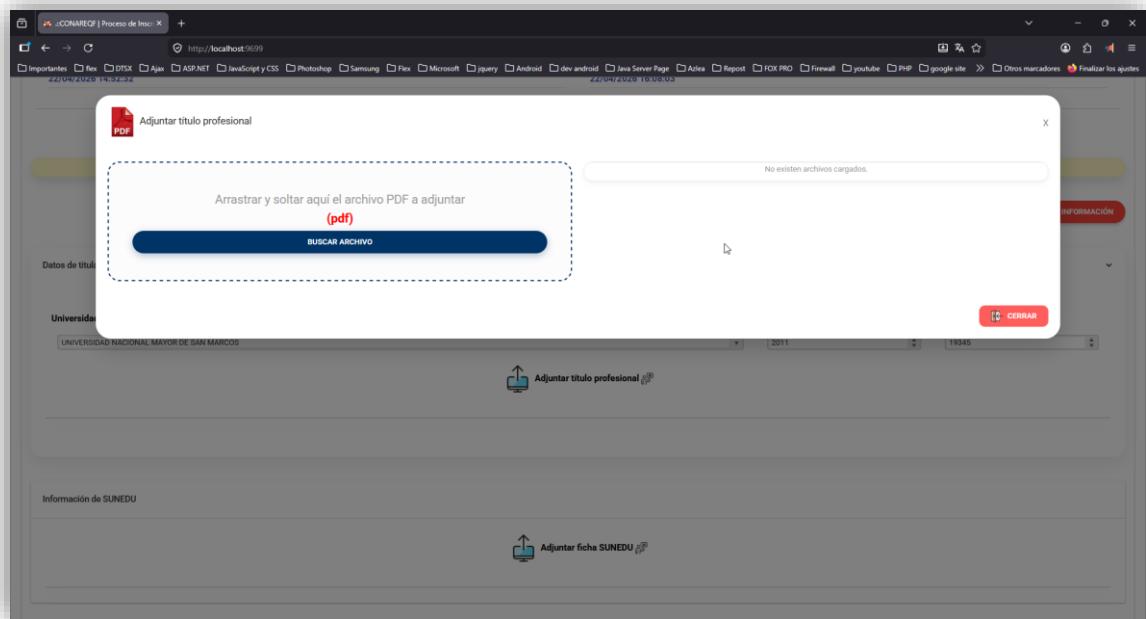 .:CONAREQF | Proceso de Inscr
http://localhost:9699
Importantes flex DTSX Ajax ASP.NET JavaScript y CSS Photoshop Samsung Flex Microsoft jquery Android dev android Java Server Page Azlea Repost FOX PRO Firewall youtube PHP google site Otros marcadores Finalizar los ajustes
22/04/2026 14:52:32 22/04/2026 16:08:03
PDF Adjuntar título profesional X
No existen archivos cargados.
Arrastrar y soltar aquí el archivo PDF a adjuntar
(pdf)
INFORMACIÓN
BUSCAR ARCHIVO
Datos de titul
Universidad
CERRAR
UNIVERSIDAD NACIONAL MAYOR DE SAN MARCOS 2011 19345
Adjuntar título profesional
Información de SUNEDU
Adjuntar ficha SUNEDU